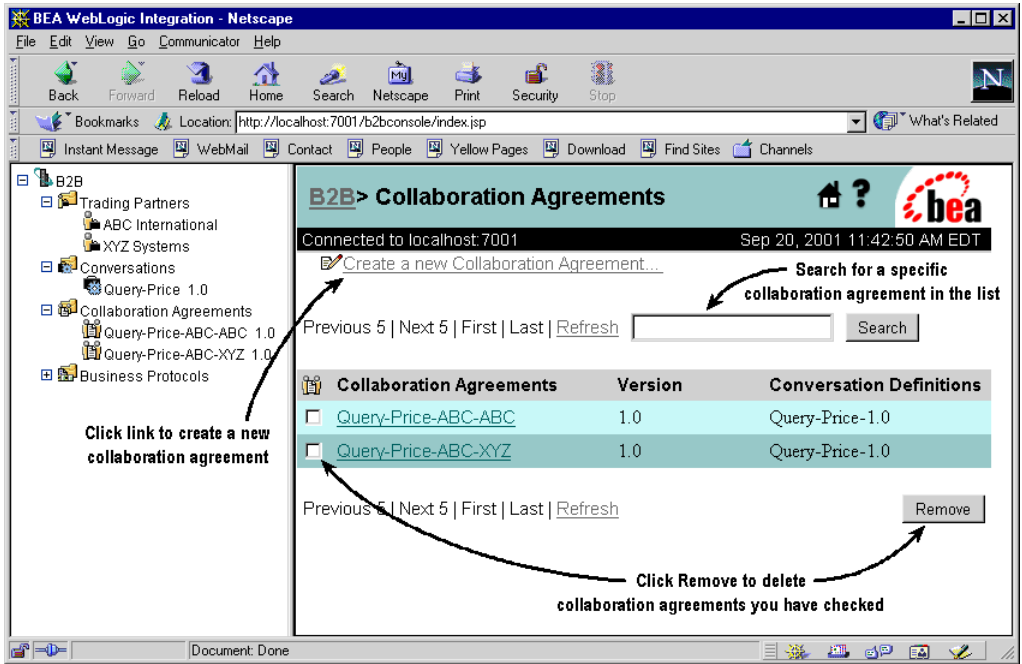 BEA WebLogic Integration - Netscape
File Edit View Go Communicator Help
Back Forward Reload Home Search Netscape Print Security Stop
My
N
Bookmarks Location: http://localhost:7001/b2bconsole/index.jsp What's Related
Instant Message WebMail Contact People Yellow Pages Download Find Sites Channels
B2B
Trading Partners
ABC International
XYZ Systems
Conversations
Query-Price 1.0
Collaboration Agreements
Query-Price-ABC-ABC 1.0
Query-Price-ABC-XYZ 1.0
Business Protocols
Click link to create a new
collaboration agreement
B2B> Collaboration Agreements
?
bea
Connected to localhost:7001 Sep 20, 2001 11:42:50 AM EDT
Create a new Collaboration Agreement...
Search for a specific
collaboration agreement in the list
Previous 5 | Next 5 | First | Last | Refresh Search
Collaboration Agreements Version Conversation Definitions
Query-Price-ABC-ABC 1.0 Query-Price-1.0
Query-Price-ABC-XYZ 1.0 Query-Price-1.0
Previous 5 | Next 5 | First | Last | Refresh Remove
Click Remove to delete
collaboration agreements you have checked
Document: Done